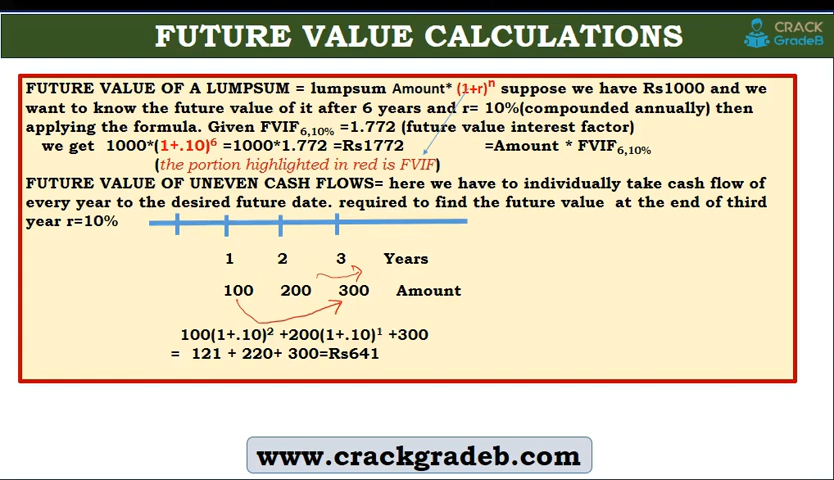 FUTURE VALUE CALCULATIONS
CRACK
GradeB
FUTURE VALUE OF A LUMPSUM = lumpsum Amount* (1+r)ⁿ suppose we have Rs1000 and we
want to know the future value of it after 6 years and r= 10%(compounded annually) then
applying the formula. Given FVIF₆,₁₀% =1.772 (future value interest factor)
we get 1000*(1+.10)⁶ =1000*1.772 =Rs1772 =Amount * FVIF₆,₁₀%
(the portion highlighted in red is FVIF)
FUTURE VALUE OF UNEVEN CASH FLOWS= here we have to individually take cash flow of
every year to the desired future date. required to find the future value at the end of third
year r=10%
1 2 3 Years
100 200 300 Amount
100(1+.10)² +200(1+.10)¹ +300
= 121 + 220+ 300=Rs641
www.crackgradeb.com